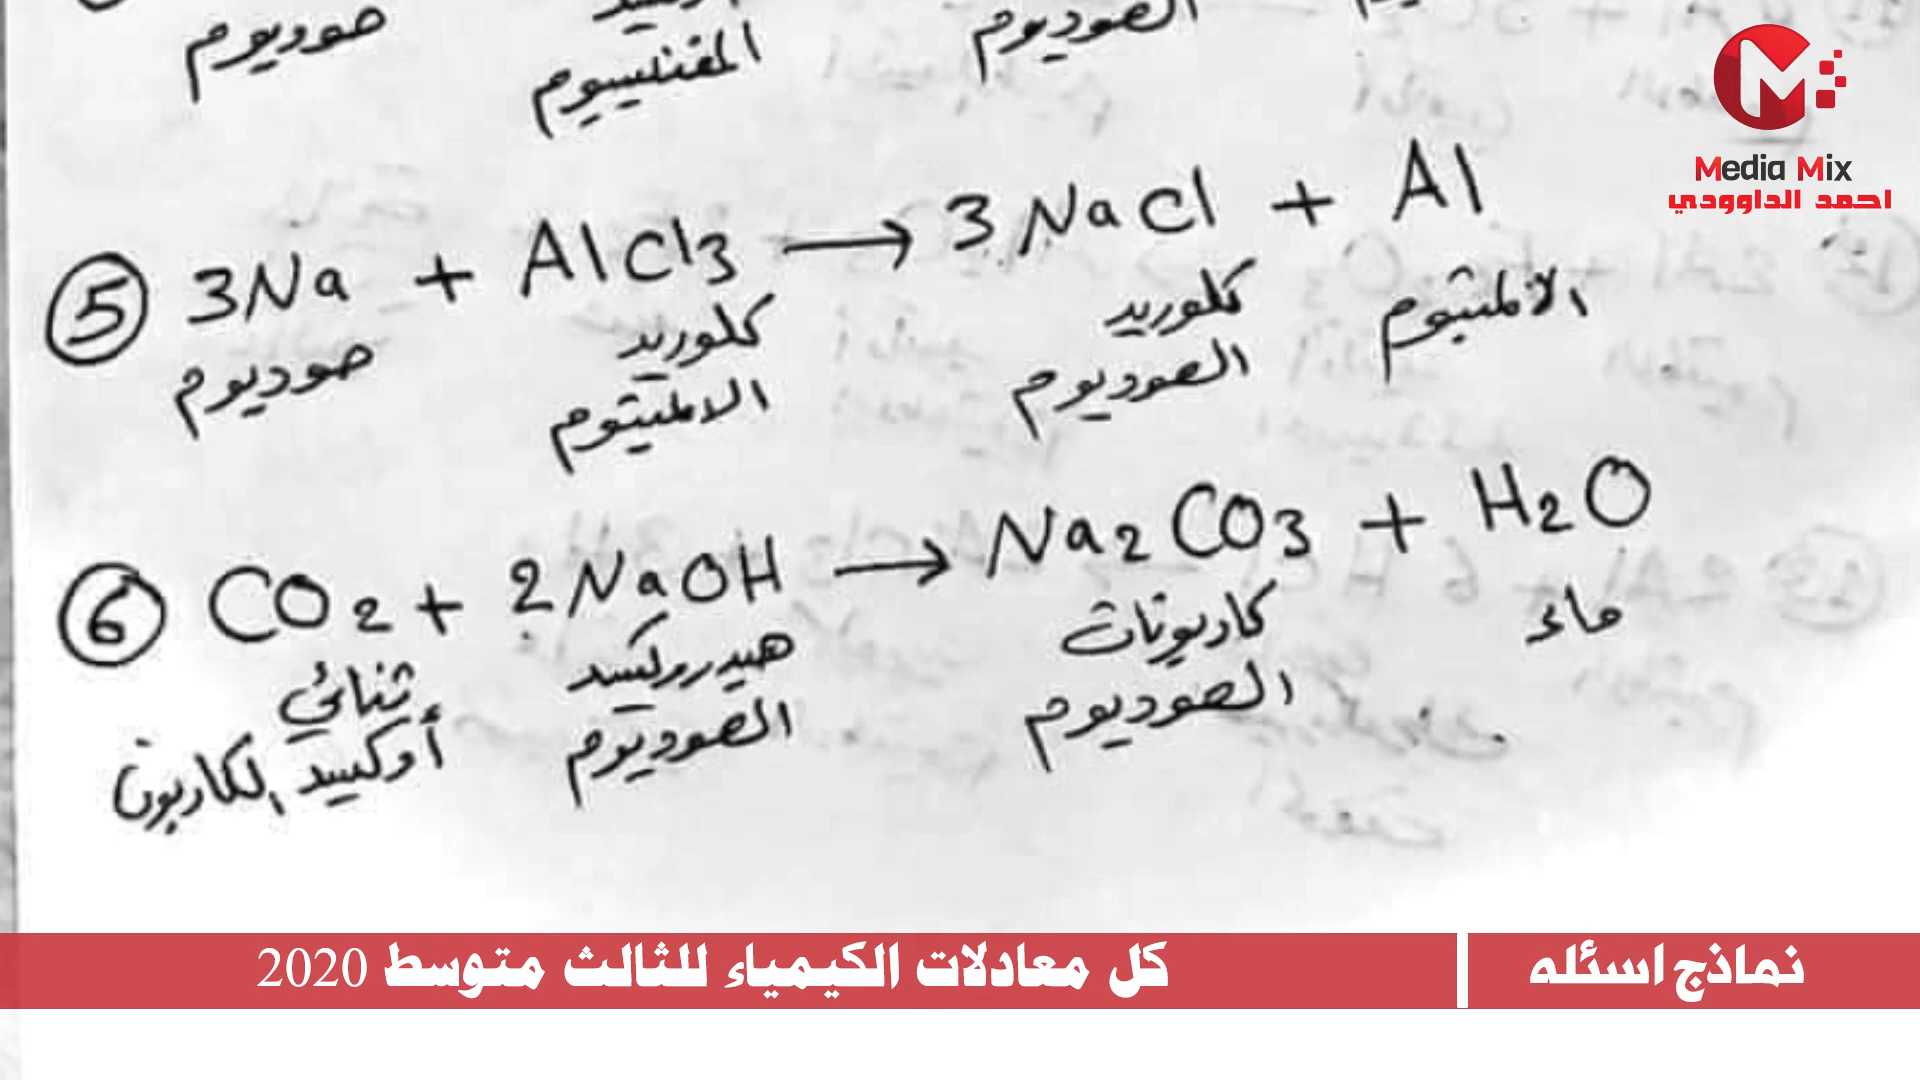 صوديوم المغنيسيوم الصوديوم
Media Mix
احمد الداوودي
5 3Na + AlCl3 → 3NaCl + Al
صوديوم كلوريد الالمنيوم كلوريد الصوديوم الالمنيوم
6 CO2 + 2NaOH → Na2CO3 + H2O
ثنائي أوكسيد الكاربون هيدروكسيد الصوديوم كاربونات الصوديوم ماء
نماذج اسئله
كل معادلات الكيمياء للثالث متوسط 2020